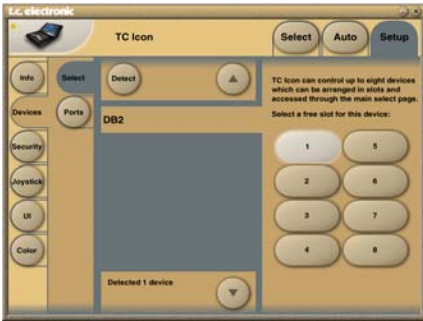 t.c. electronic
TC Icon
Select
Auto
Setup
Info
Devices
Security
Joystick
UI
Color
Select
Ports
Detect
DB2
Detected 1 device
TC Icon can control up to eight devices
which can be arranged in slots and
accessed through the main select page.
Select a free slot for this device:
1
5
2
6
3
7
4
8